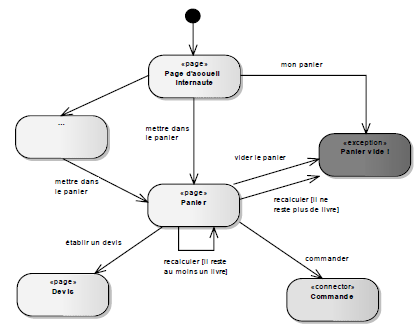 «page»
Page d'accueil
Internaute
mon panier
...
mettre dans
le panier
«exception»
Panier vide !
vider le panier
mettre dans
le panier
«page»
Panier
recalculer [il ne
reste plus de livre]
établir un devis
recalculer [il reste
au moins un livre]
commander
«page»
Devis
«connector»
Commande